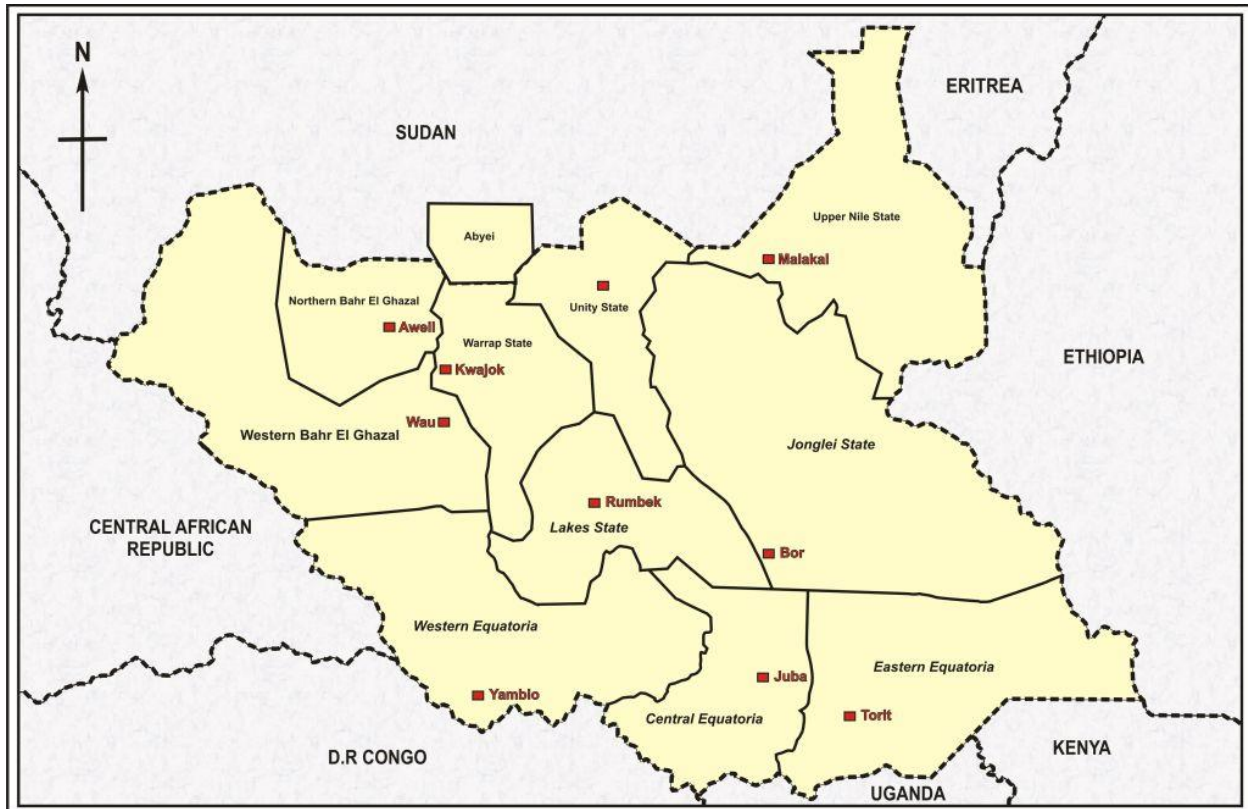 N
ERITREA
SUDAN
Upper Nile State
Abyei
Malakal
Northern Bahr El Ghazal
Unity State
Awell
Warrap State
ETHIOPIA
Kwajok
Wau
Western Bahr El Ghazal
Jonglei State
Rumbek
CENTRAL AFRICAN
REPUBLIC
Lakes State
Bor
Western Equatoria
Eastern Equatoria
Juba
Yambio
Central Equatoria
Torit
KENYA
D.R CONGO
UGANDA